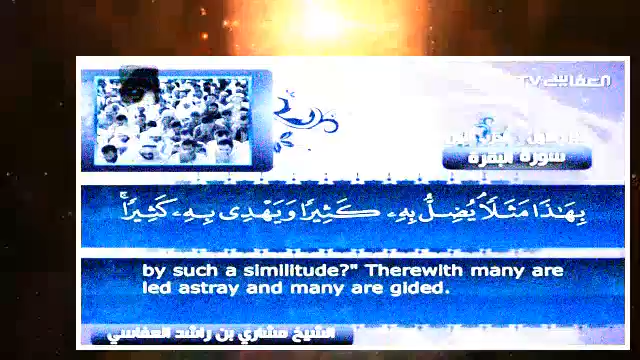 العفاسي TV
سورة البقرة
بِهَـٰذَا مَثَلًا يُضِلُّ بِهِۦ كَثِيرًا وَيَهْدِى بِهِۦ كَثِيرًا ۚ
by such a similitude?" Therewith many are
led astray and many are gided.
الشيخ مشاري بن راشد العفاسي